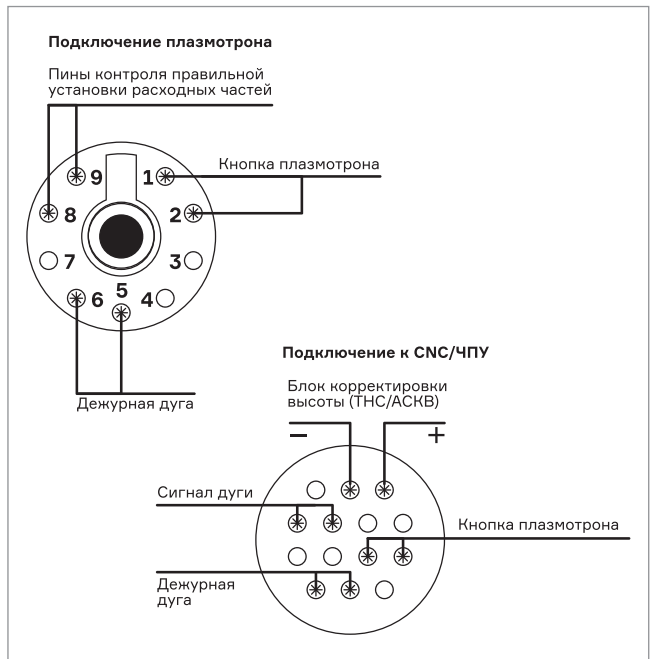 Подключение плазмотрона
Пины контроля правильной
установки расходных частей
Кнопка плазмотрона
9 1
8 2
7 3
6 5 4
Дежурная дуга
Подключение к CNC/ЧПУ
Блок корректировки
высоты (ТНС/АСКВ)
− +
Сигнал дуги
Кнопка плазмотрона
Дежурная
дуга